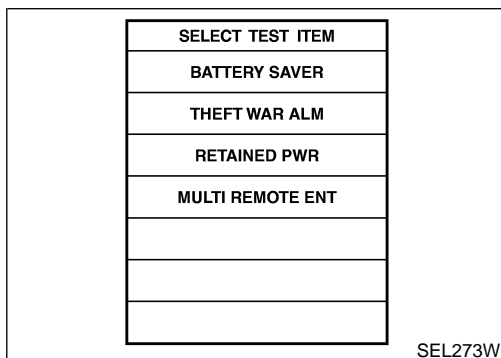 SELECT TEST ITEM
BATTERY SAVER
THEFT WAR ALM
RETAINED PWR
MULTI REMOTE ENT
SEL273W